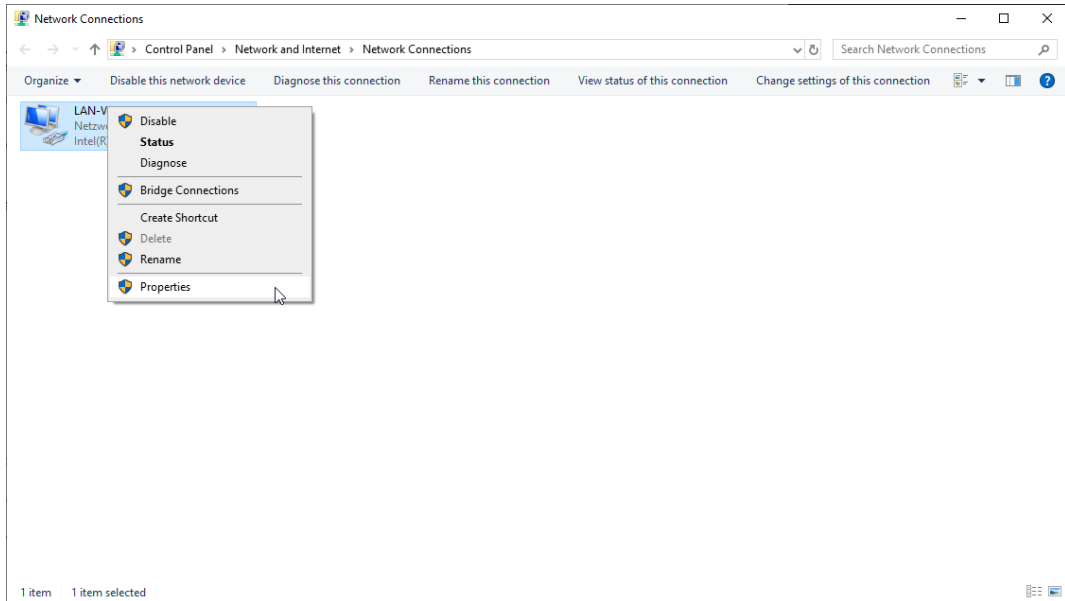 Network Connections
Control Panel > Network and Internet > Network Connections
Search Network Connections
Organize Disable this network device Diagnose this connection Rename this connection View status of this connection Change settings of this connection
LAN-V
Netzwe
Intel(R
Disable
Status
Diagnose
Bridge Connections
Create Shortcut
Delete
Rename
Properties
1 item 1 item selected